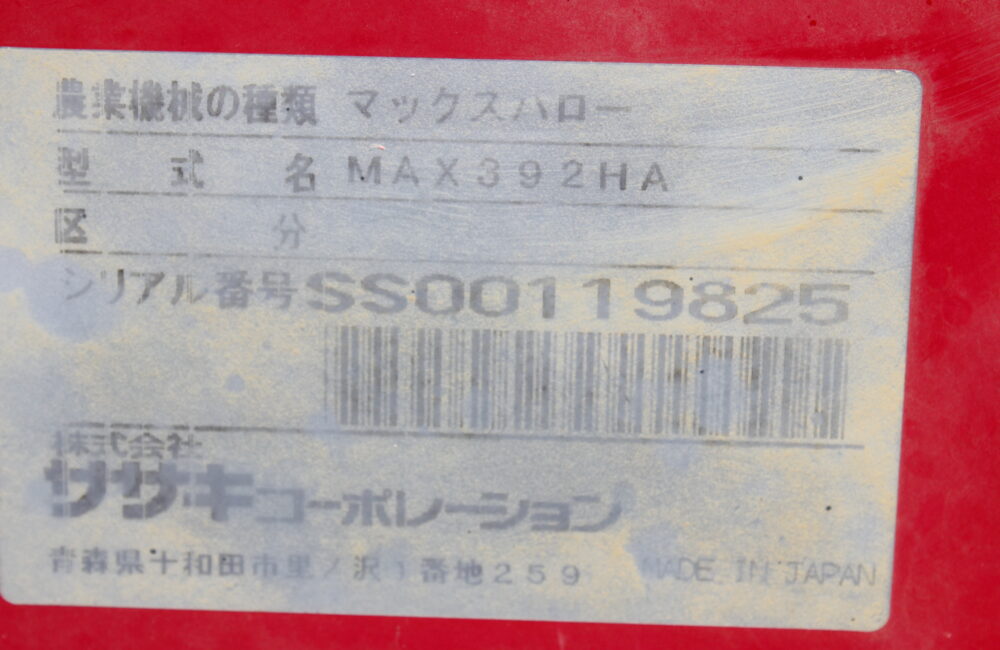 農業機械の種類 マックスハロー
型式名 MAX392HA
区分
シリアル番号 SS00119825
株式会社
ササキコーポレーション
青森県十和田市里ノ沢1番地259 MADE IN JAPAN